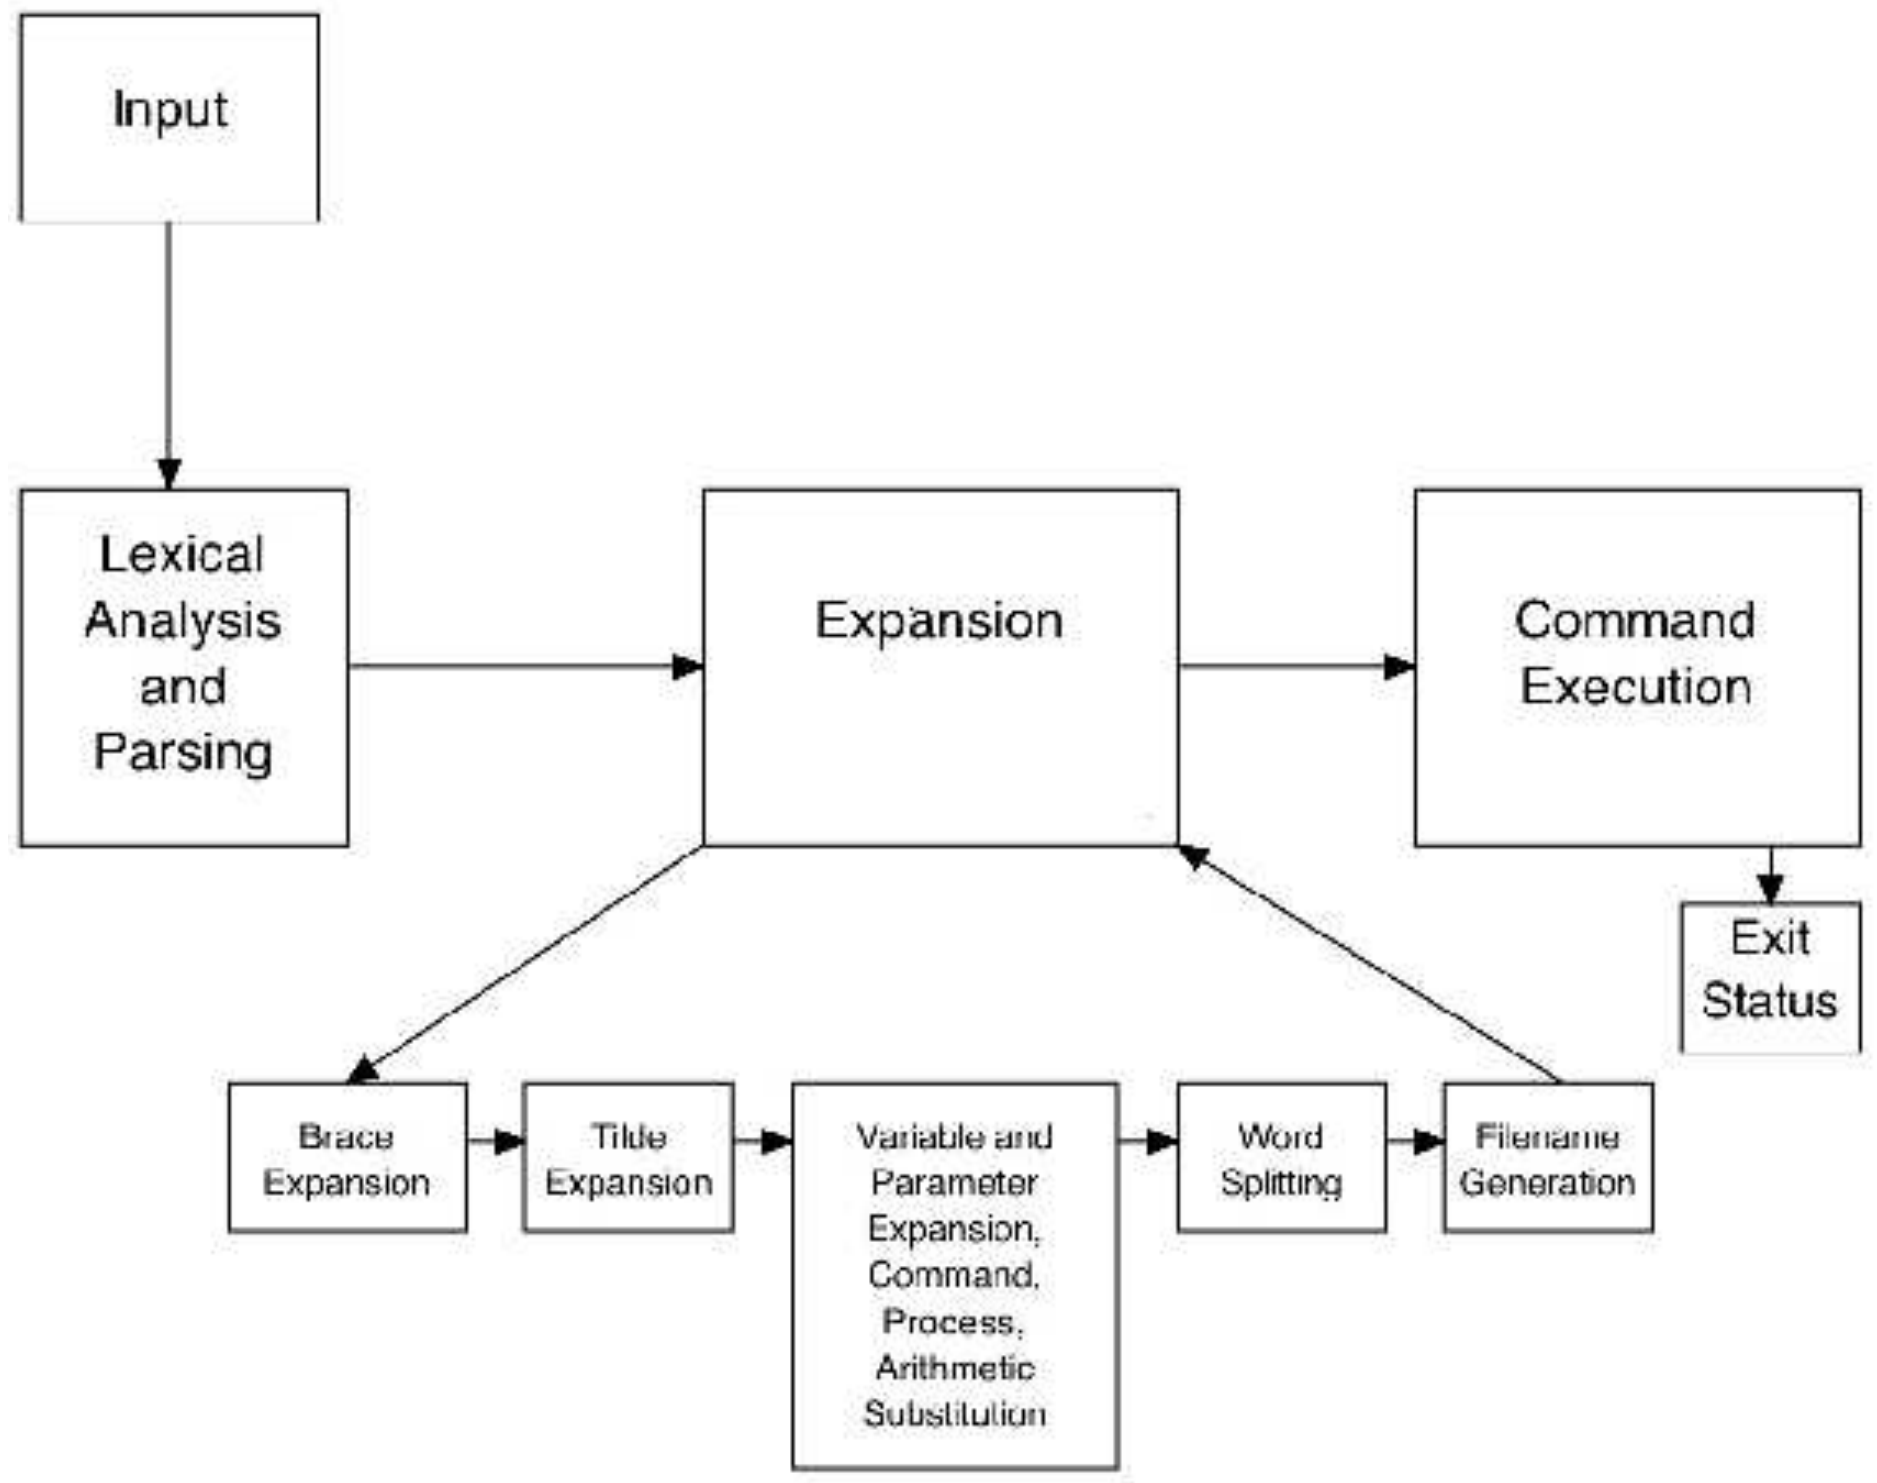 Input
Lexical
Analysis
and
Parsing
Expansion
Command
Execution
Exit
Status
Brace
Expansion
Tilde
Expansion
Variable and
Parameter
Expansion,
Command,
Process,
Arithmetic
Substitution
Word
Splitting
Filename
Generation